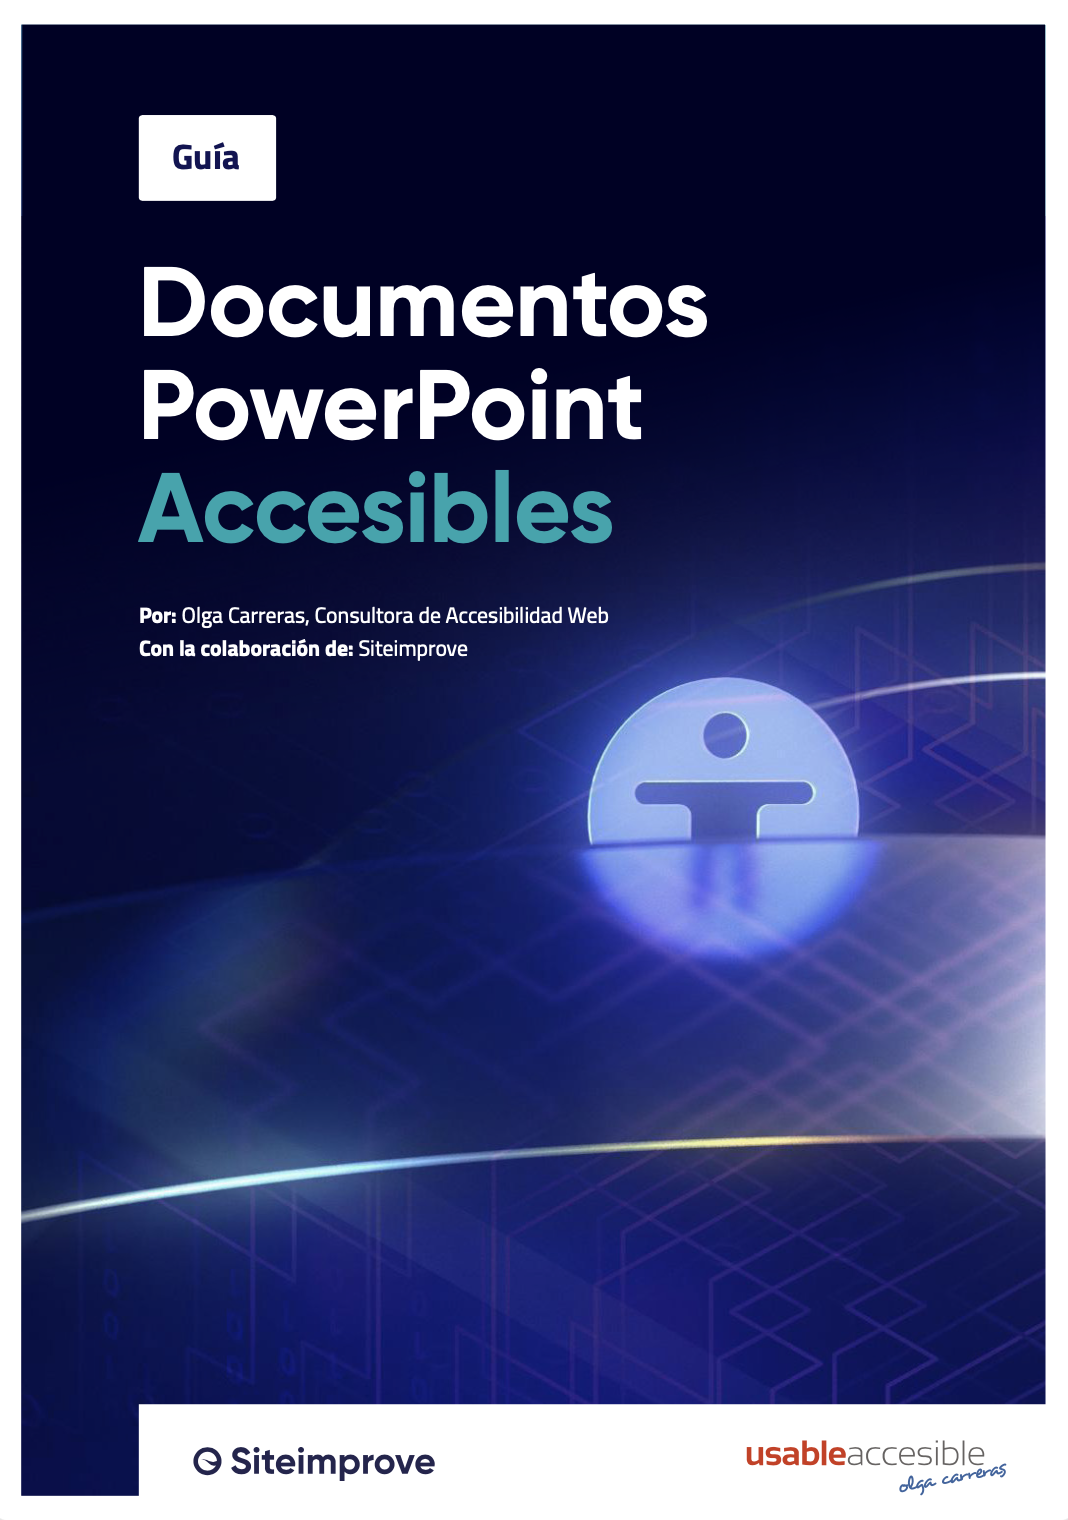 Guía
Documentos
PowerPoint
Accesibles
Por: Olga Carreras, Consultora de Accesibilidad Web
Con la colaboración de: Siteimprove
Siteimprove
usableaccesible
olga carreras